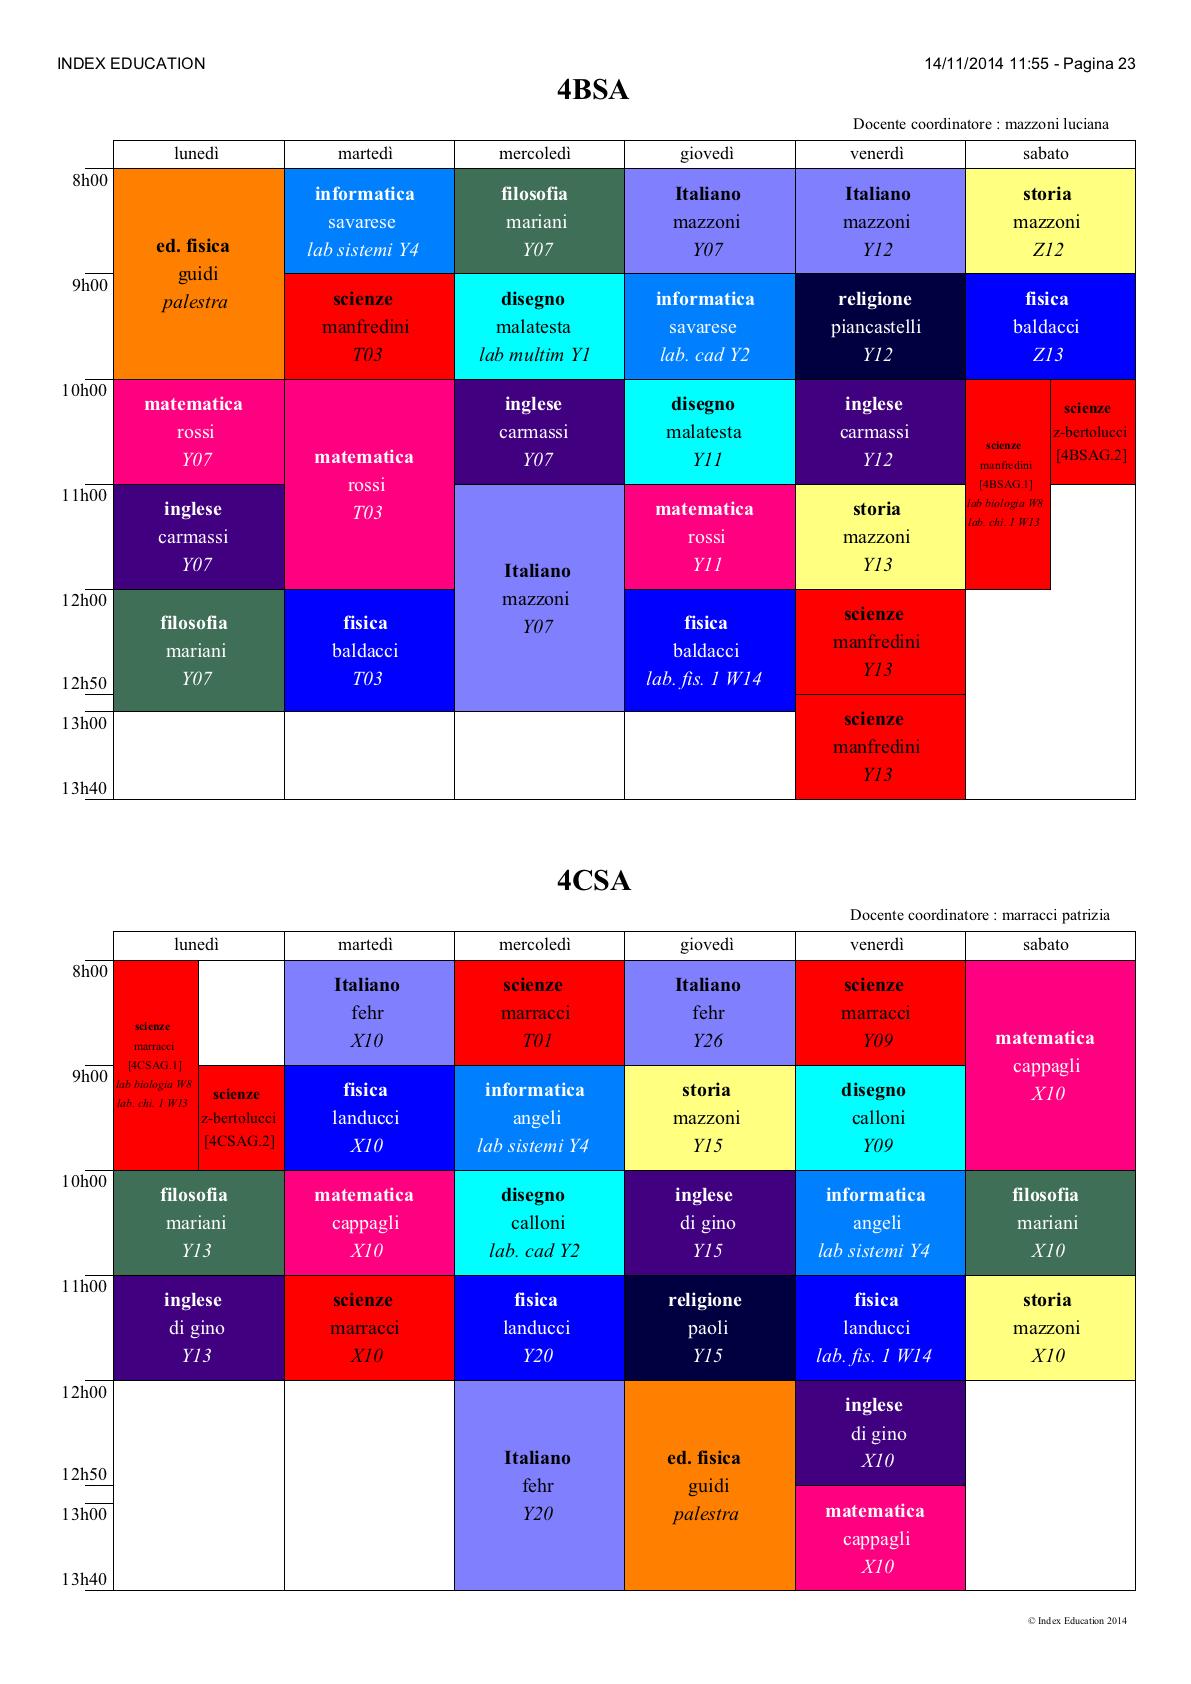 INDEX EDUCATION
14/11/2014 11:55 - Pagina 23
4BSA
Docente coordinatore : mazzoni luciana
lunedì martedì mercoledì giovedì venerdì sabato
8h00
ed. fisica
guidi
palestra
informatica
savarese
lab sistemi Y4
filosofia
mariani
Y07
Italiano
mazzoni
Y07
Italiano
mazzoni
Y12
storia
mazzoni
Z12
9h00
scienze
manfredini
T03
disegno
malatesta
lab multim Y1
informatica
savarese
lab. cad Y2
religione
piancastelli
Y12
fisica
baldacci
Z13
10h00
matematica
rossi
Y07
matematica
rossi
T03
inglese
carmassi
Y07
disegno
malatesta
Y11
inglese
carmassi
Y12
scienze
manfredini
[4BSAG.1]
lab biologia W8
lab. chi. 1 W13
scienze
z-bertolucci
[4BSAG.2]
11h00
inglese
carmassi
Y07
Italiano
mazzoni
Y07
matematica
rossi
Y11
storia
mazzoni
Y13
12h00
filosofia
mariani
Y07
fisica
baldacci
T03
fisica
baldacci
lab. fis. 1 W14
scienze
manfredini
Y13
12h50
13h00
scienze
manfredini
Y13
13h40
4CSA
Docente coordinatore : marracci patrizia
lunedì martedì mercoledì giovedì venerdì sabato
8h00
scienze
marracci
[4CSAG.1]
lab biologia W8
lab. chi. 1 W13
Italiano
fehr
X10
scienze
marracci
T01
Italiano
fehr
Y26
scienze
marracci
Y09
matematica
cappagli
X10
9h00
scienze
z-bertolucci
[4CSAG.2]
fisica
landucci
X10
informatica
angeli
lab sistemi Y4
storia
mazzoni
Y15
disegno
calloni
Y09
10h00
filosofia
mariani
Y13
matematica
cappagli
X10
disegno
calloni
lab. cad Y2
inglese
di gino
Y15
informatica
angeli
lab sistemi Y4
filosofia
mariani
X10
11h00
inglese
di gino
Y13
scienze
marracci
X10
fisica
landucci
Y20
religione
paoli
Y15
fisica
landucci
lab. fis. 1 W14
storia
mazzoni
X10
12h00
Italiano
fehr
Y20
ed. fisica
guidi
palestra
inglese
di gino
X10
12h50
13h00
matematica
cappagli
X10
13h40
© Index Education 2014